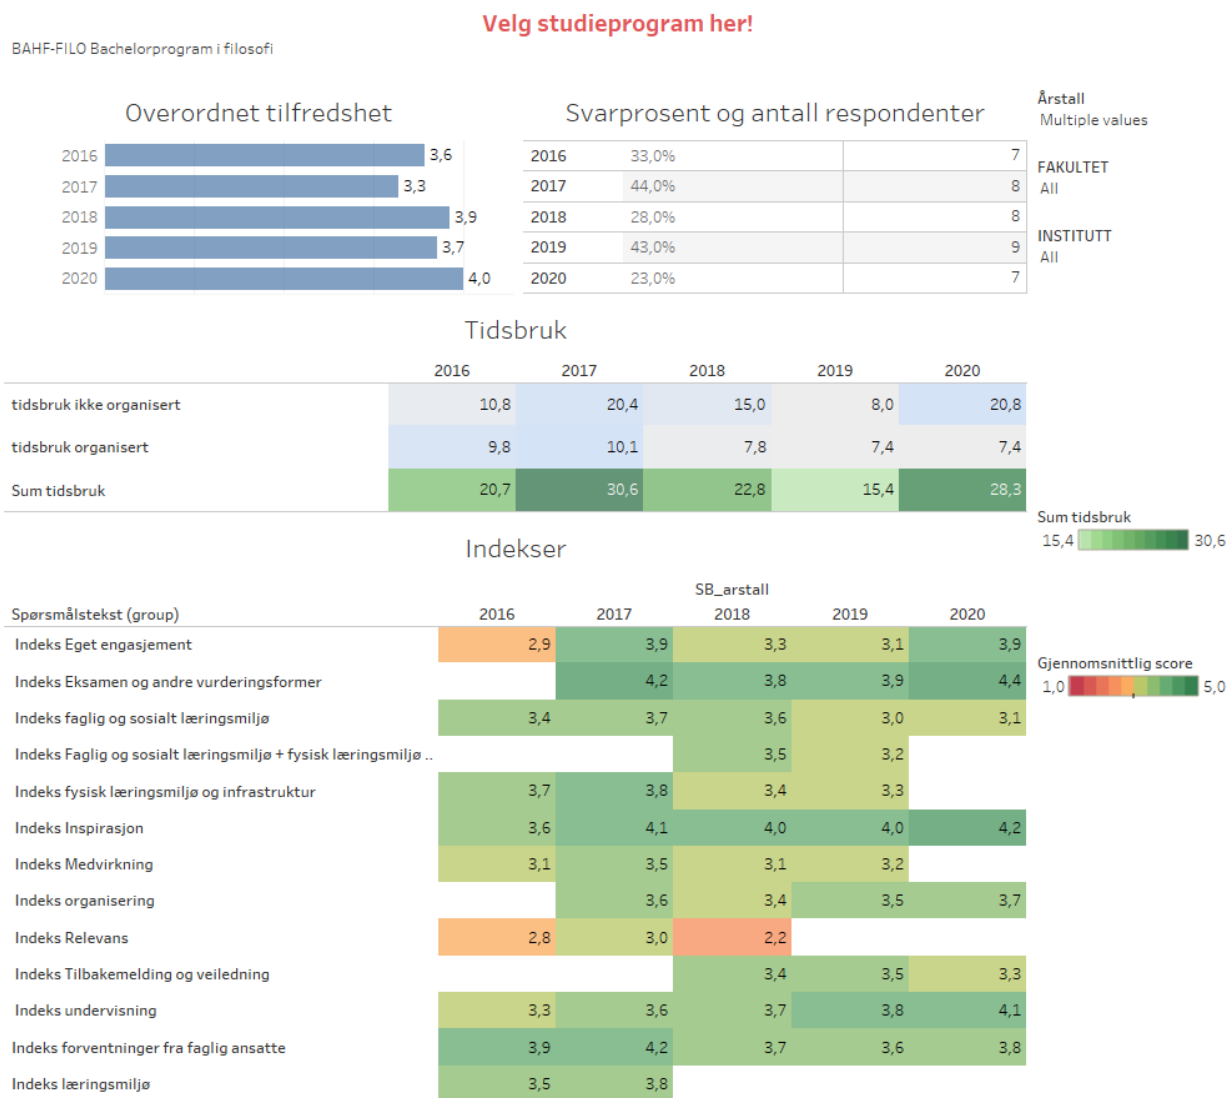 Velg studieprogram her!
BAHF-FILO Bachelorprogram i filosofi
Overordnet tilfredshet
2016 3,6
2017 3,3
2018 3,9
2019 3,7
2020 4,0
Svarprosent og antall respondenter
2016 33,0% 7
2017 44,0% 8
2018 28,0% 8
2019 43,0% 9
2020 23,0% 7
Årstall
Multiple values
FAKULTET
All
INSTITUTT
All
Tidsbruk
2016 2017 2018 2019 2020
tidsbruk ikke organisert 10,8 20,4 15,0 8,0 20,8
tidsbruk organisert 9,8 10,1 7,8 7,4 7,4
Sum tidsbruk 20,7 30,6 22,8 15,4 28,3
Sum tidsbruk
15,4 30,6
Indekser
SB_arstall
Spørsmålstekst (group) 2016 2017 2018 2019 2020
Indeks Eget engasjement 2,9 3,9 3,3 3,1 3,9
Indeks Eksamen og andre vurderingsformer 4,2 3,8 3,9 4,4
Indeks faglig og sosialt læringsmiljø 3,4 3,7 3,6 3,0 3,1
Indeks Faglig og sosialt læringsmiljø + fysisk læringsmiljø .. 3,5 3,2
Indeks fysisk læringsmiljø og infrastruktur 3,7 3,8 3,4 3,3
Indeks Inspirasjon 3,6 4,1 4,0 4,0 4,2
Indeks Medvirkning 3,1 3,5 3,1 3,2
Indeks organisering 3,6 3,4 3,5 3,7
Indeks Relevans 2,8 3,0 2,2
Indeks Tilbakemelding og veiledning 3,4 3,5 3,3
Indeks undervisning 3,3 3,6 3,7 3,8 4,1
Indeks forventninger fra faglig ansatte 3,9 4,2 3,7 3,6 3,8
Indeks læringsmiljø 3,5 3,8
Gjennomsnittlig score
1,0 5,0